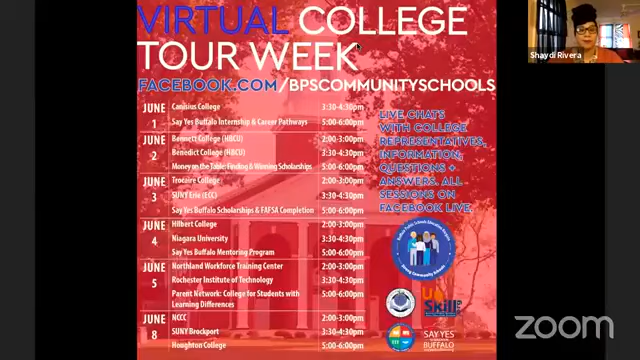 VIRTUAL COLLEGE
TOUR WEEK
FACEBOOK.COM/BPSCOMMUNITYSCHOOLS
JUNE 1
Canisius College 3:30-4:30pm
Say Yes Buffalo Internship & Career Pathways 5:00-6:00pm
JUNE 2
Bennett College (HBCU) 2:00-3:00pm
Benedict College (HBCU) 3:30-4:30pm
Money on the Table: Finding & Winning Scholarships 5:00-6:00pm
JUNE 3
Trocaire College 2:00-3:00pm
SUNY Erie (ECC) 3:30-4:30pm
Say Yes Buffalo Scholarships & FAFSA Completion 5:00-6:00pm
JUNE 4
Hilbert College 2:00-3:00pm
Niagara University 3:30-4:30pm
Say Yes Buffalo Mentoring Program 5:00-6:00pm
JUNE 5
Northland Workforce Training Center 2:00-3:00pm
Rochester Institute of Technology 3:30-4:30pm
Parent Network: College for Students with 5:00-6:00pm
Learning Differences
JUNE 8
NCCC 2:00-3:00pm
SUNY Brockport 3:30-4:30pm
Houghton College 5:00-6:00pm
LIVE CHATS
WITH COLLEGE
REPRESENTATIVES,
INFORMATION,
QUESTIONS +
ANSWERS. ALL
SESSIONS ON
FACEBOOK LIVE.
Strong Community Schools
Skill
SAY YES
BUFFALO
Shaydi Rivera
zoom